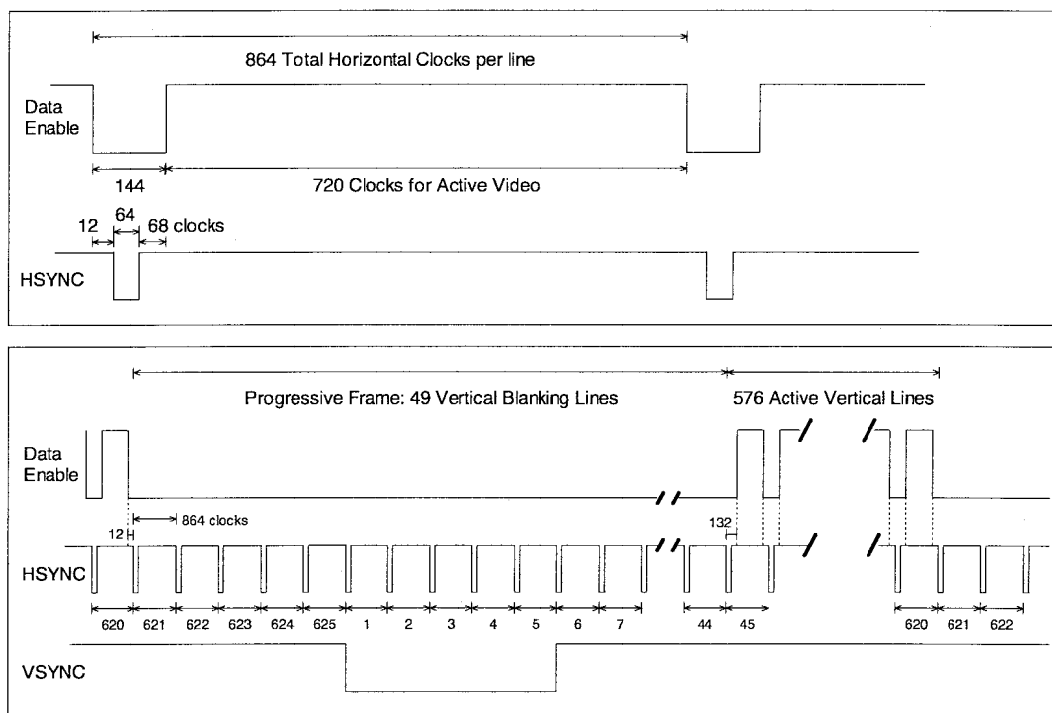 864 Total Horizontal Clocks per line
Data
Enable
144
720 Clocks for Active Video
12
64
68 clocks
HSYNC
Progressive Frame: 49 Vertical Blanking Lines
576 Active Vertical Lines
Data
Enable
12
864 clocks
132
HSYNC
620 621 622 623 624 625 1 2 3 4 5 6 7 44 45 620 621 622
VSYNC